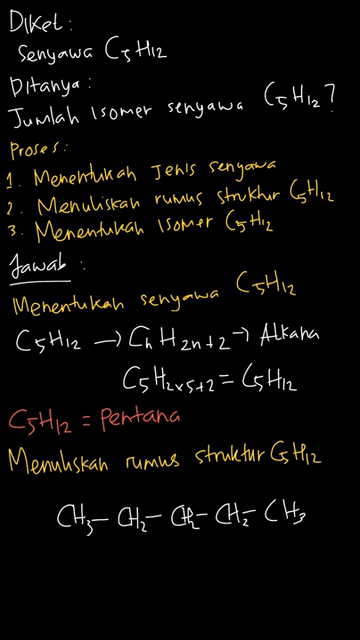 Diket:
Senyawa C₅H₁₂
Ditanya:
Jumlah isomer senyawa C₅H₁₂?
Proses:
1. Menentukan Jenis senyawa
2. Menuliskan rumus struktur C₅H₁₂
3. Menentukan Isomer C₅H₁₂
Jawab:
Menentukan senyawa C₅H₁₂
C₅H₁₂ → CₙH₂ₙ₊₂ → Alkana
C₅H₂ₓ₅₊₂ = C₅H₁₂
C₅H₁₂ = Pentana
Menuliskan rumus struktur C₅H₁₂
CH₃ — CH₂ — CH₂ — CH₂ — CH₃